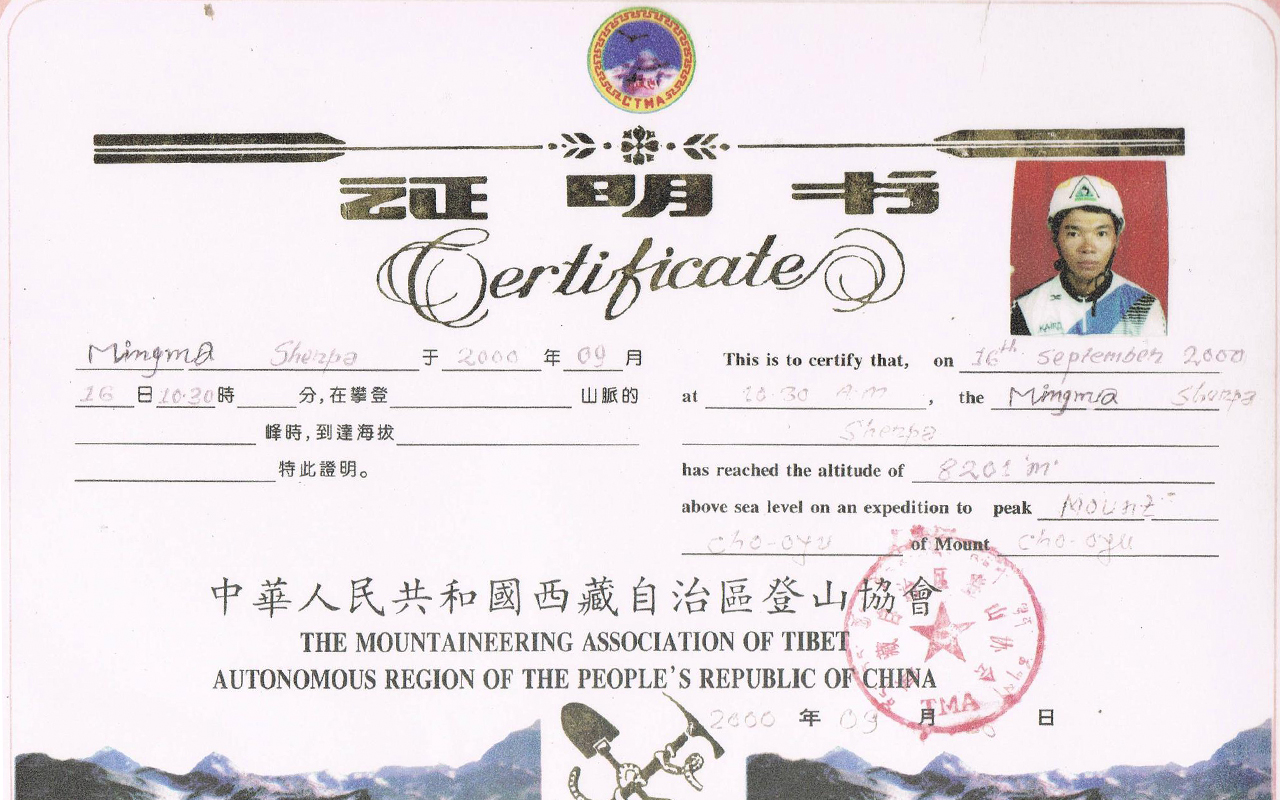 CTMA
证明书
Certificate
Mingma Sherpa 于 2000 年 09 月
16 日 10.30 時 分,在攀登 山脈的
峰時,到達海拔
特此證明。
This is to certify that, on 16th September 2000
at 10.30 A.M , the Mingma Sherpa
Sherpa
has reached the altitude of 8201 m
above sea level on an expedition to peak Mount
Cho-oyu of Mount Cho-oyu
中華人民共和國西藏自治區登山協會
THE MOUNTAINEERING ASSOCIATION OF TIBET
AUTONOMOUS REGION OF THE PEOPLE'S REPUBLIC OF CHINA
TMA
2000 年 09 月 日